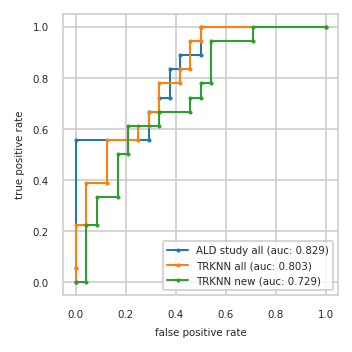 1.0
0.8
0.6
0.4
0.2
0.0
true positive rate
ALD study all (auc: 0.829)
TRKNN all (auc: 0.803)
TRKNN new (auc: 0.729)
0.0 0.2 0.4 0.6 0.8 1.0
false positive rate